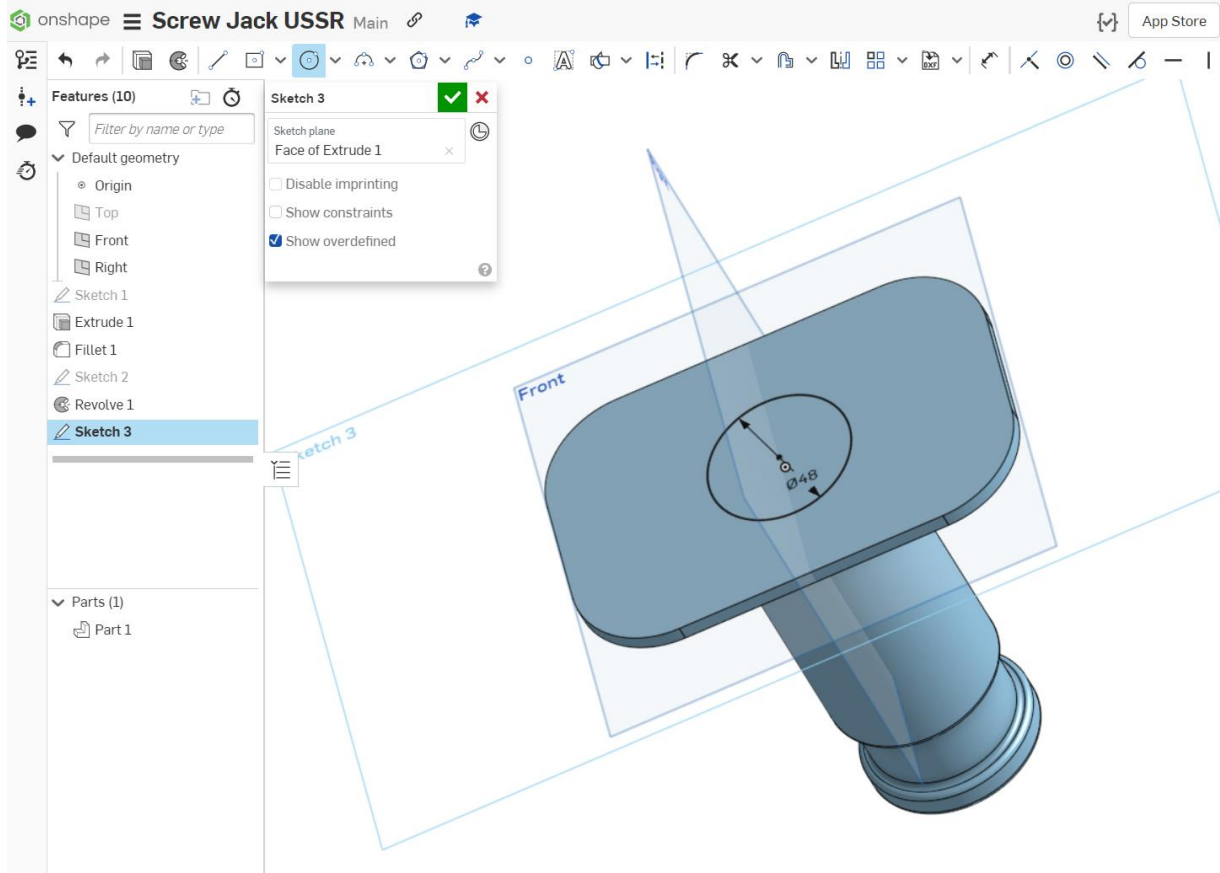 onshape Screw Jack USSR Main App Store
Features (10)
Filter by name or type
Default geometry
Origin
Top
Front
Right
Sketch 1
Extrude 1
Fillet 1
Sketch 2
Revolve 1
Sketch 3
Parts (1)
Part 1
Sketch 3
Sketch plane
Face of Extrude 1
Disable imprinting
Show constraints
Show overdefined
Front
ketch 3
Ø48